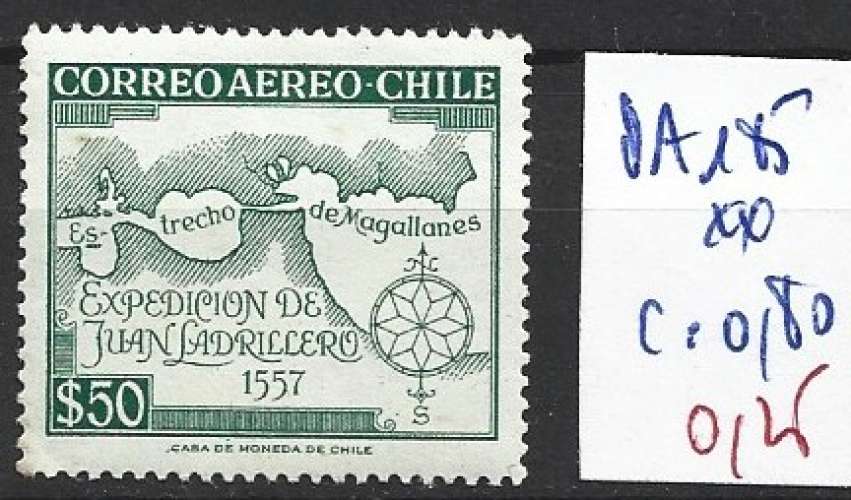 CORREO AEREO-CHILE
Es-
trecho
de Magallanes
EXPEDICION DE
JUAN LADRILLERO
1557
S
$50
CASA DE MONEDA DE CHILE
PA 185
xx
c: 0,80
0,25